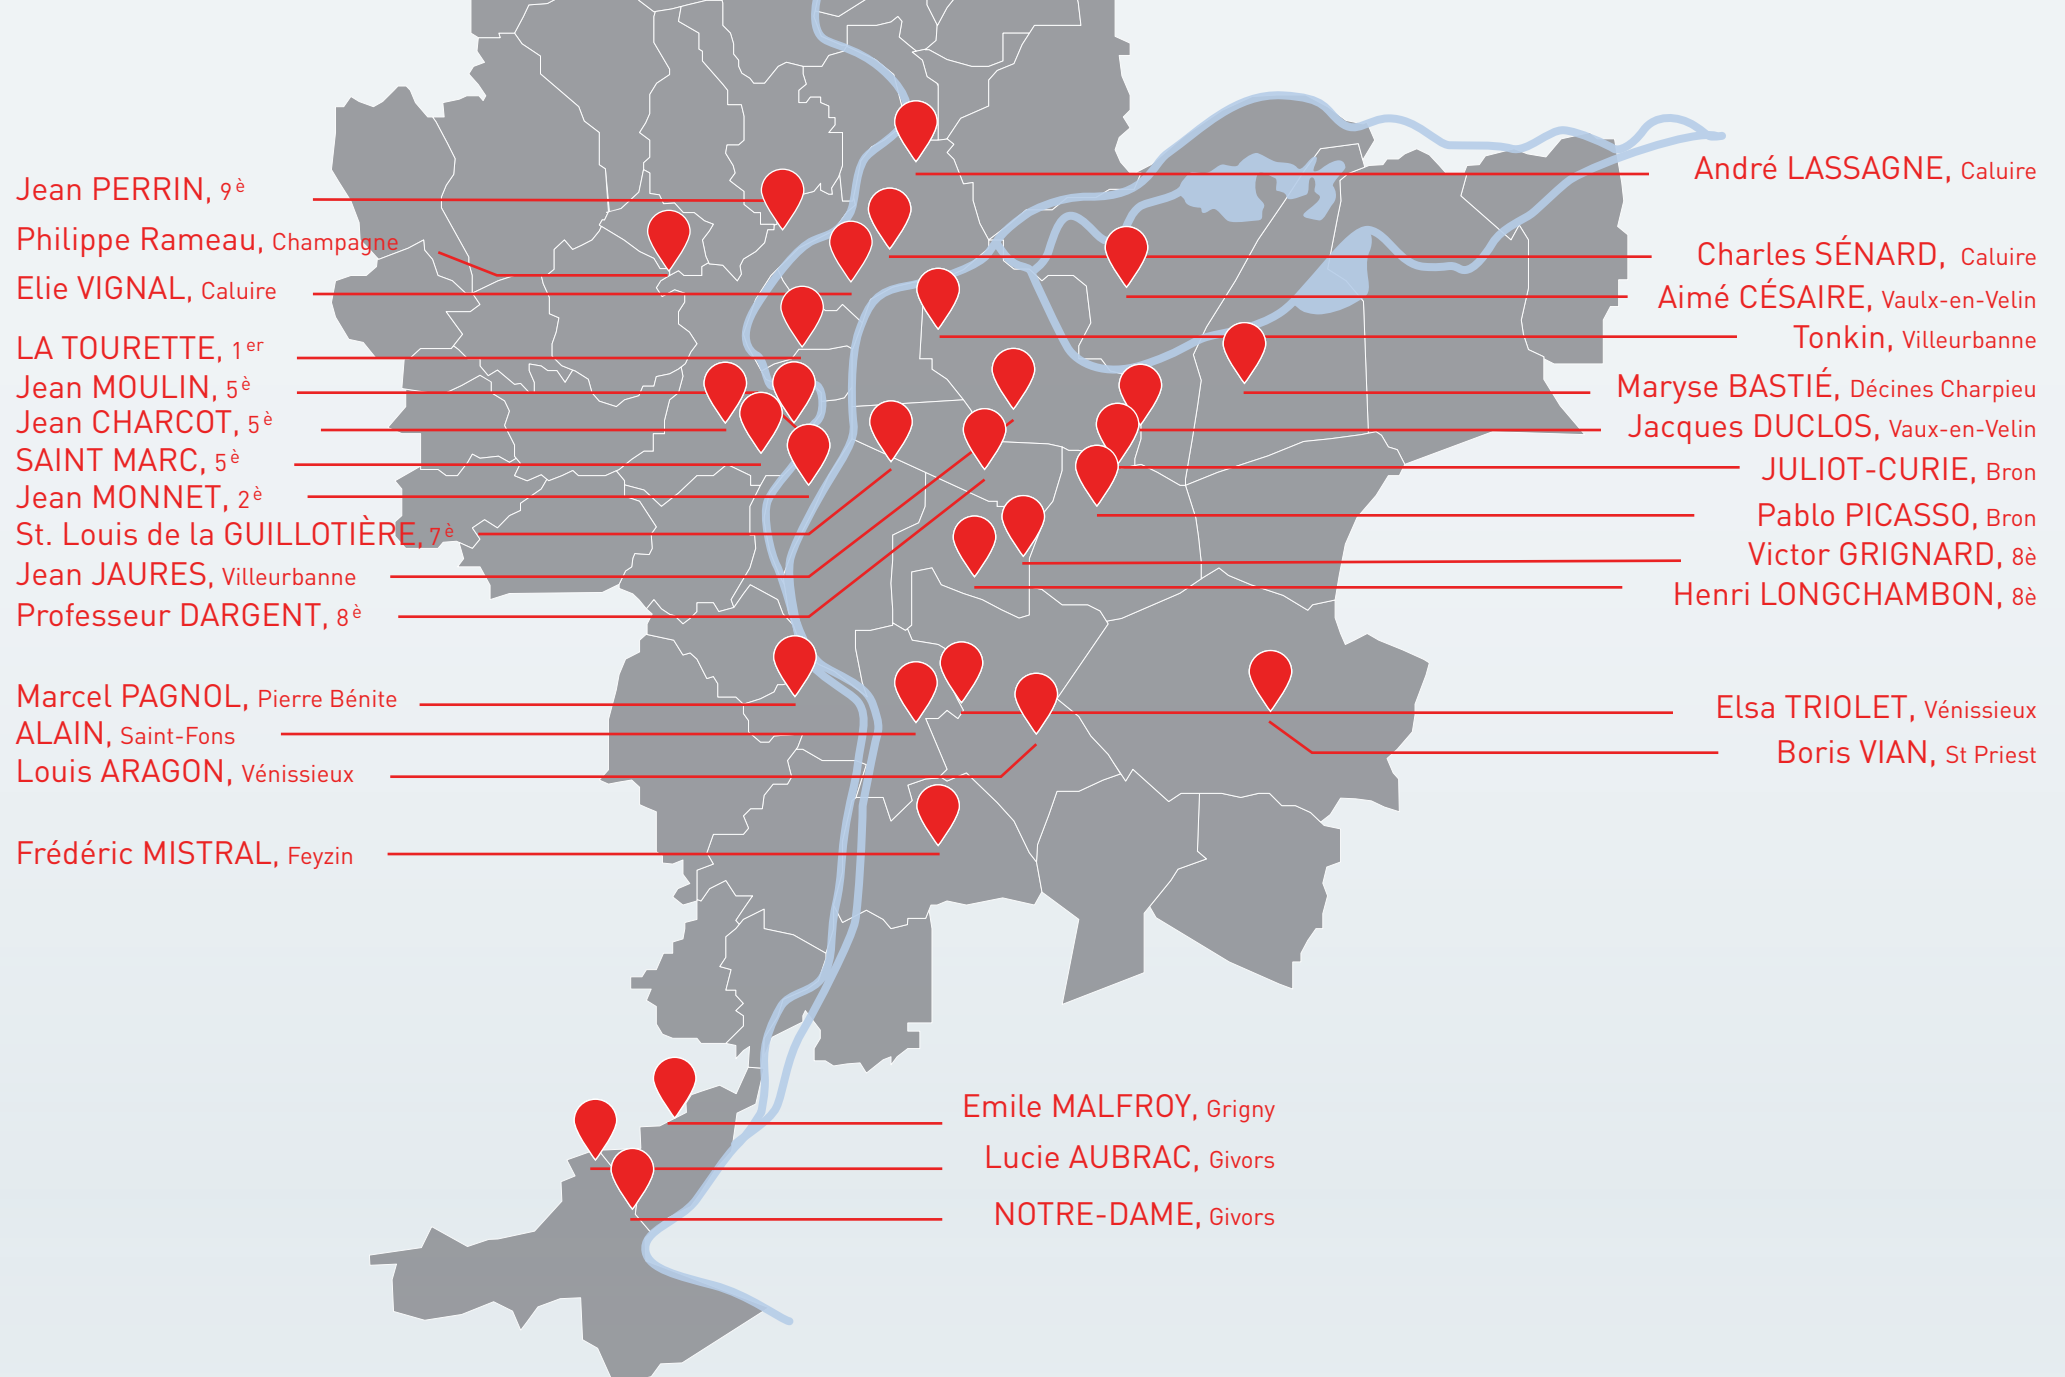 Jean PERRIN, 9è
Philippe Rameau, Champagne
Elie VIGNAL, Caluire
LA TOURETTE, 1er
Jean MOULIN, 5è
Jean CHARCOT, 5è
SAINT MARC, 5è
Jean MONNET, 2è
St. Louis de la GUILLOTIÈRE, 7è
Jean JAURES, Villeurbanne
Professeur DARGENT, 8è
Marcel PAGNOL, Pierre Bénite
ALAIN, Saint-Fons
Louis ARAGON, Vénissieux
Frédéric MISTRAL, Feyzin
André LASSAGNE, Caluire
Charles SÉNARD, Caluire
Aimé CÉSAIRE, Vaulx-en-Velin
Tonkin, Villeurbanne
Maryse BASTIÉ, Décines Charpieu
Jacques DUCLOS, Vaux-en-Velin
JULIOT-CURIE, Bron
Pablo PICASSO, Bron
Victor GRIGNARD, 8è
Henri LONGCHAMBON, 8è
Elsa TRIOLET, Vénissieux
Boris VIAN, St Priest
Emile MALFROY, Grigny
Lucie AUBRAC, Givors
NOTRE-DAME, Givors